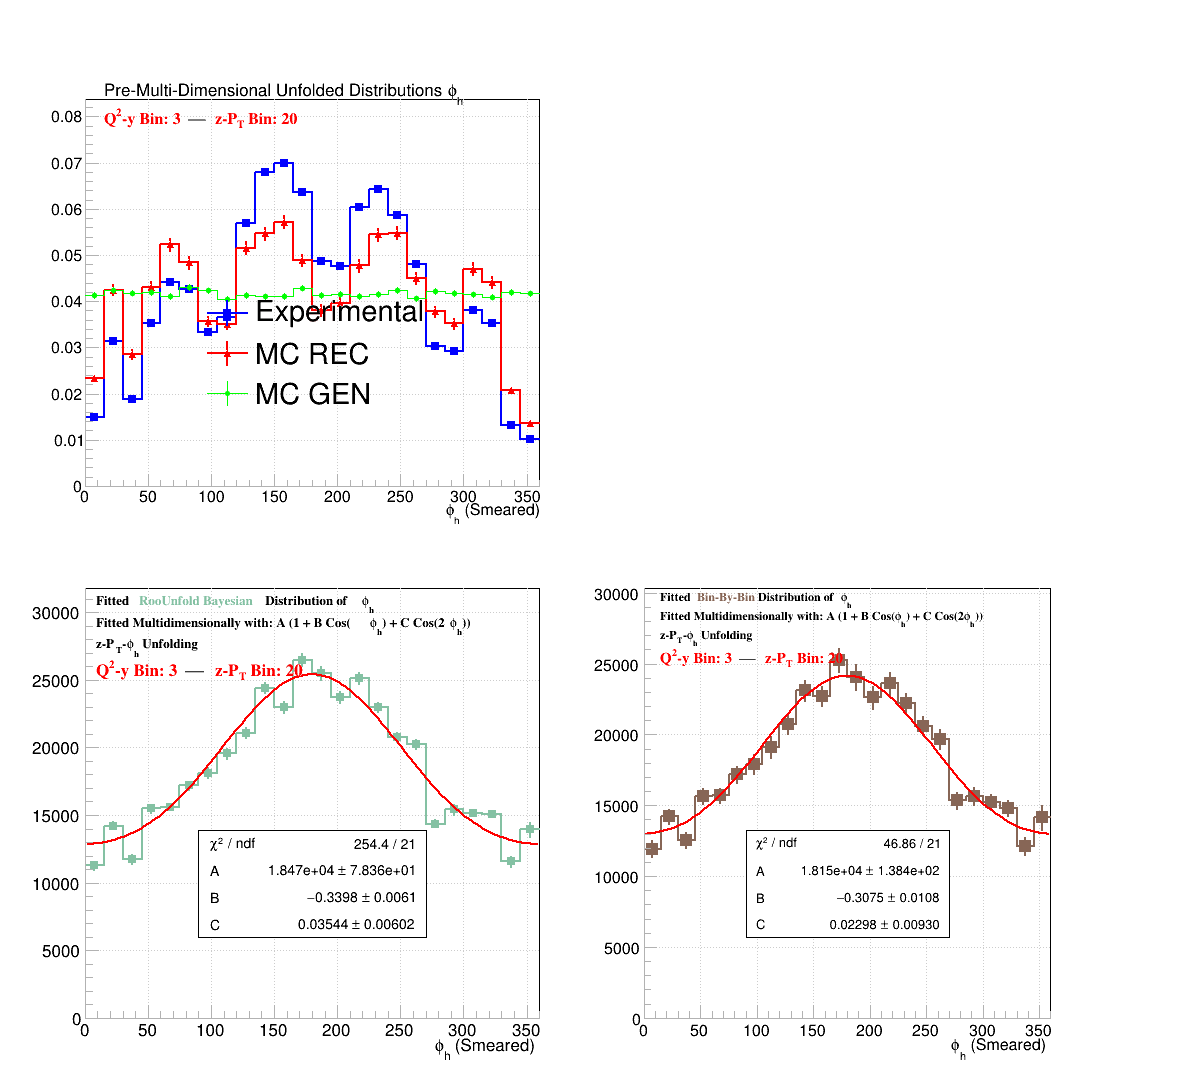 Pre-Multi-Dimensional Unfolded Distributions ϕh
Q2-y Bin: 3 — z-PT Bin: 20
0.08
0.07
0.06
0.05
0.04
0.03
0.02
0.01
0
Experimental
MC REC
MC GEN
0 50 100 150 200 250 300 350
ϕh (Smeared)
Fitted RooUnfold Bayesian Distribution of ϕh
Fitted Multidimensionally with: A (1 + B Cos( ϕh) + C Cos(2 ϕh))
z-PT-ϕh Unfolding
Q2-y Bin: 3 — z-PT Bin: 20
30000
25000
20000
15000
10000
5000
0
χ2 / ndf 254.4 / 21
A 1.847e+04 ± 7.836e+01
B −0.3398 ± 0.0061
C 0.03544 ± 0.00602
0 50 100 150 200 250 300 350
ϕh (Smeared)
Fitted Bin-By-Bin Distribution of ϕh
Fitted Multidimensionally with: A (1 + B Cos(ϕh) + C Cos(2ϕh))
z-PT-ϕh Unfolding
Q2-y Bin: 3 — z-PT Bin: 20
30000
25000
20000
15000
10000
5000
0
χ2 / ndf 46.86 / 21
A 1.815e+04 ± 1.384e+02
B −0.3075 ± 0.0108
C 0.02298 ± 0.00930
0 50 100 150 200 250 300 350
ϕh (Smeared)